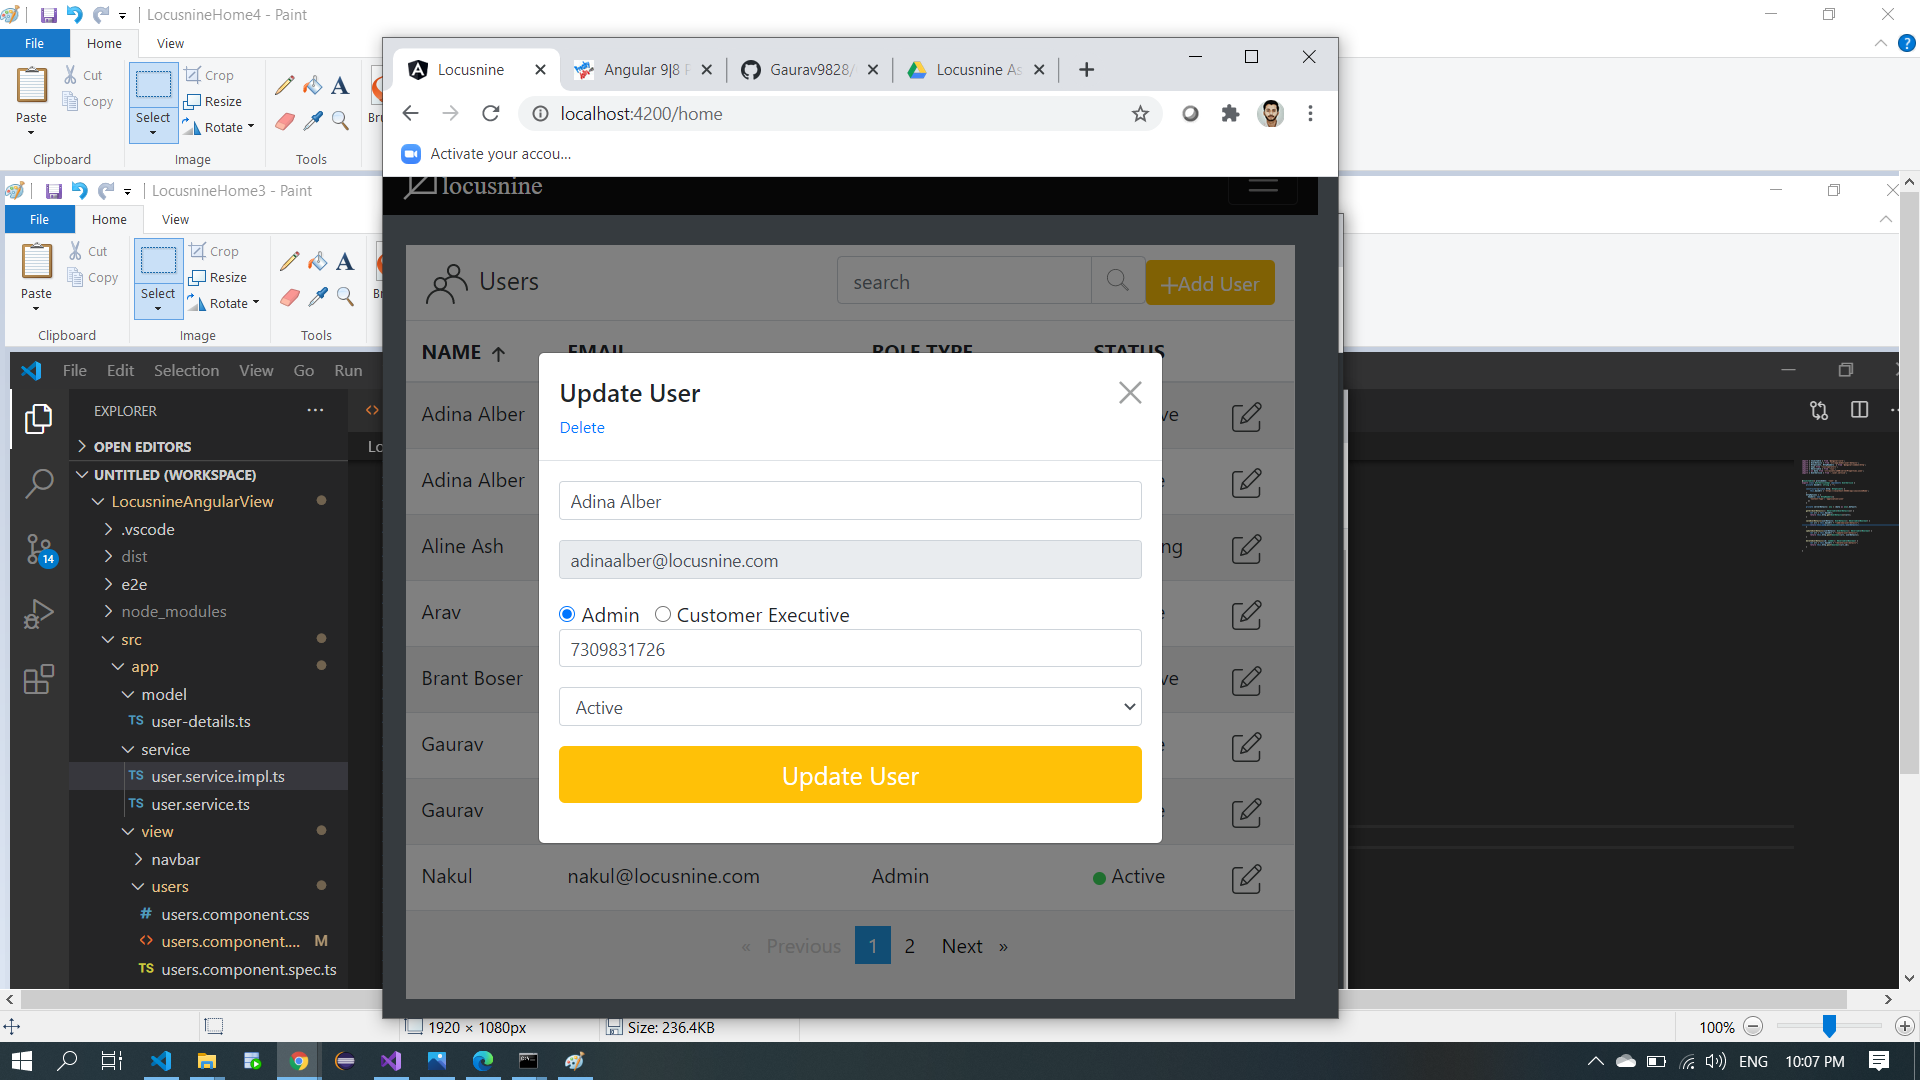 LocusnineHome4 - Paint
File Home View
Paste
Cut
Copy
Clipboard
Select
Crop
Resize
Rotate
Image
Tools
LocusnineHome3 - Paint
File Home View
Paste
Cut
Copy
Clipboard
Select
Crop
Resize
Rotate
Image
Tools
File Edit Selection View Go Run
EXPLORER
OPEN EDITORS
UNTITLED (WORKSPACE)
LocusnineAngularView
.vscode
dist
e2e
node_modules
src
app
model
TS user-details.ts
service
TS user.service.impl.ts
TS user.service.ts
view
navbar
users
# users.component.css
users.component.... M
TS users.component.spec.ts
14
Locusnine
Angular 9|8
Gaurav9828/
Locusnine As
localhost:4200/home
Activate your accou...
locusnine
Users
search
+Add User
NAME EMAIL ROLE TYPE STATUS
Adina Alber
Adina Alber
Aline Ash
Arav
Brant Boser
Gaurav
Gaurav
Nakul nakul@locusnine.com Admin Active
« Previous 1 2 Next »
Update User
Delete
Adina Alber
adinaalber@locusnine.com
Admin Customer Executive
7309831726
Active
Update User
1920 × 1080px
Size: 236.4KB
100%
ENG
10:07 PM